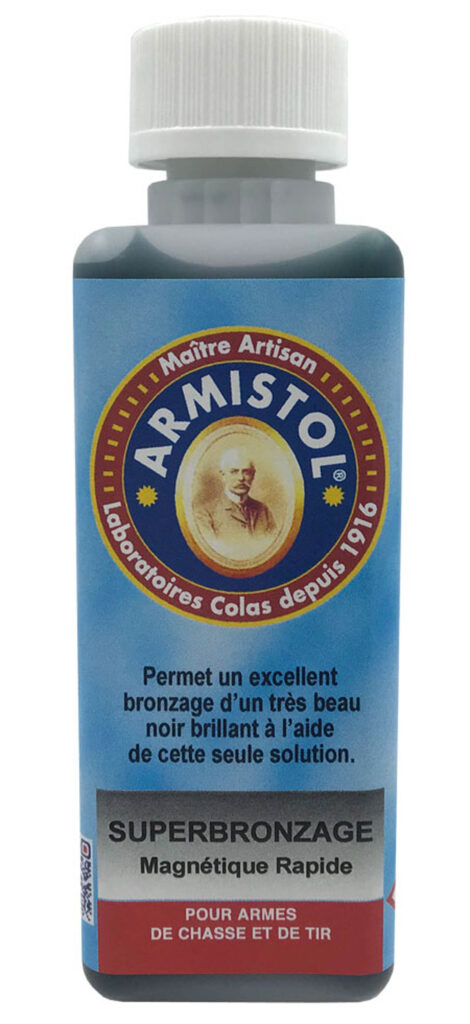 Maître Artisan
ARMISTOL®
Laboratoires Colas depuis 1916
Permet un excellent
bronzage d'un très beau
noir brillant à l'aide
de cette seule solution.
SUPERBRONZAGE
Magnétique Rapide
POUR ARMES
DE CHASSE ET DE TIR